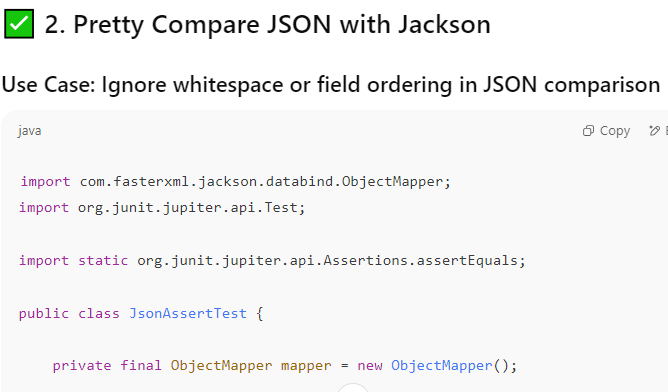 ✅ 2. Pretty Compare JSON with Jackson
Use Case: Ignore whitespace or field ordering in JSON comparison
java Copy
import com.fasterxml.jackson.databind.ObjectMapper;
import org.junit.jupiter.api.Test;
import static org.junit.jupiter.api.Assertions.assertEquals;
public class JsonAssertTest {
private final ObjectMapper mapper = new ObjectMapper();